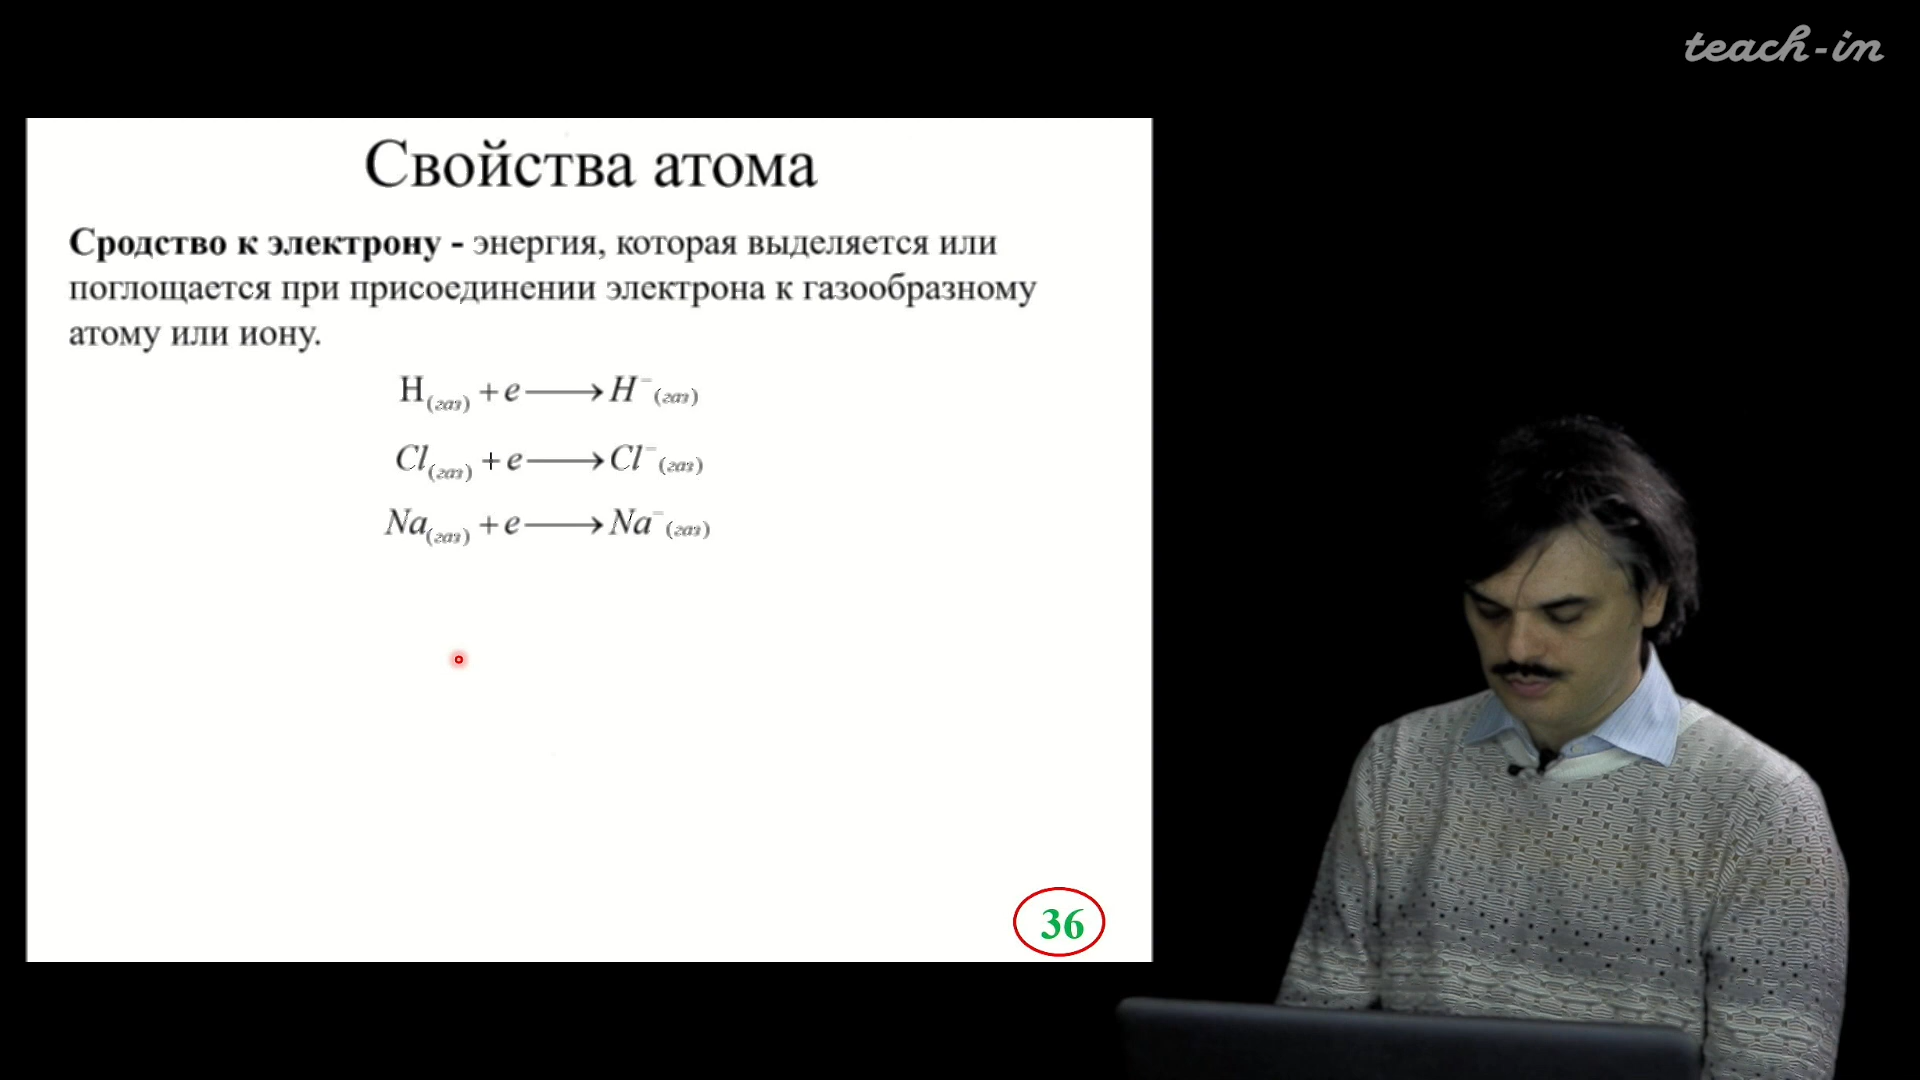 teach-in
Свойства атома
Сродство к электрону - энергия, которая выделяется или
поглощается при присоединении электрона к газообразному
атому или иону.
H(газ) + e ⟶ H⁻(газ)
Cl(газ) + e ⟶ Cl⁻(газ)
Na(газ) + e ⟶ Na⁻(газ)
36